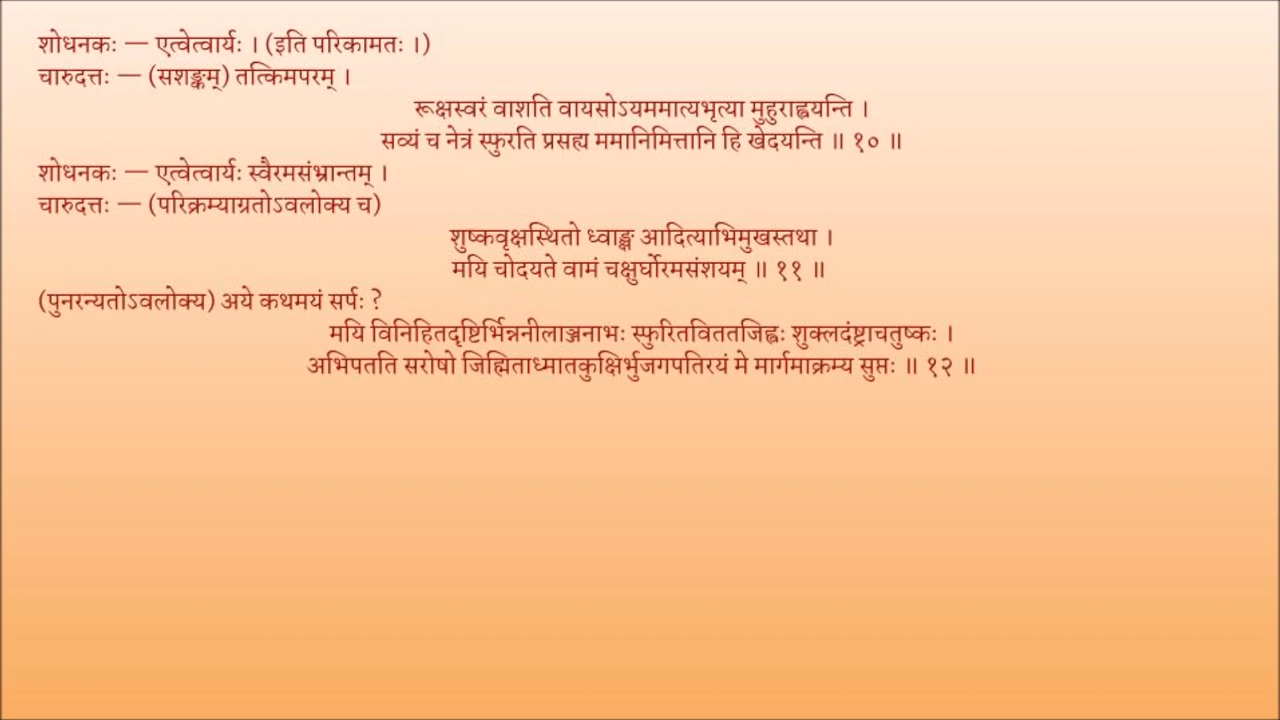 शोधनकः — एत्वेत्वार्यः । (इति परिकामतः ।)
चारुदत्तः — (सशङ्कम्) तत्किमपरम् ।
रूक्षस्वरं वाशति वायसोऽयममात्यभृत्या मुहुराह्वयन्ति ।
सव्यं च नेत्रं स्फुरति प्रसह्य ममानिमित्तानि हि खेदयन्ति ॥ १० ॥
शोधनकः — एत्वेत्वार्यः स्वैरमसंभ्रान्तम् ।
चारुदत्तः — (परिक्रम्याग्रतोऽवलोक्य च)
शुष्कवृक्षस्थितो ध्वाङ्क्ष आदित्याभिमुखस्तथा ।
मयि चोदयते वामं चक्षुर्घोरमसंशयम् ॥ ११ ॥
(पुनरन्यतोऽवलोक्य) अये कथमयं सर्पः ?
मयि विनिहितदृष्टिर्भिन्ननीलाञ्जनाभः स्फुरितविततजिह्वः शुक्लदंष्ट्राचतुष्कः ।
अभिपतति सरोषो जिह्मिताध्मातकुक्षिर्भुजगपतिरयं मे मार्गमाक्रम्य सुप्तः ॥ १२ ॥